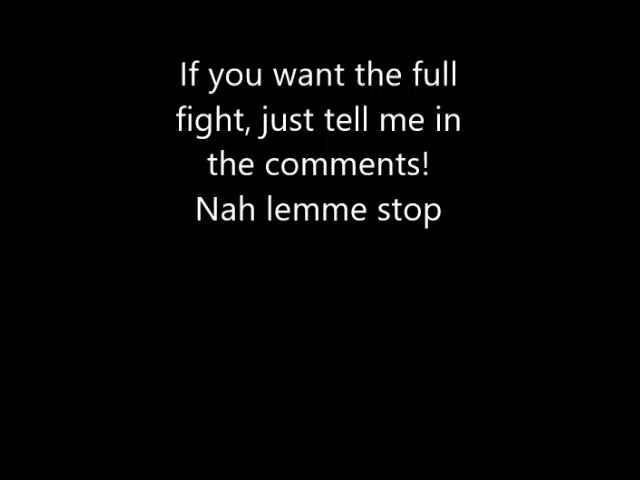 If you want the full
fight, just tell me in
the comments!
Nah lemme stop